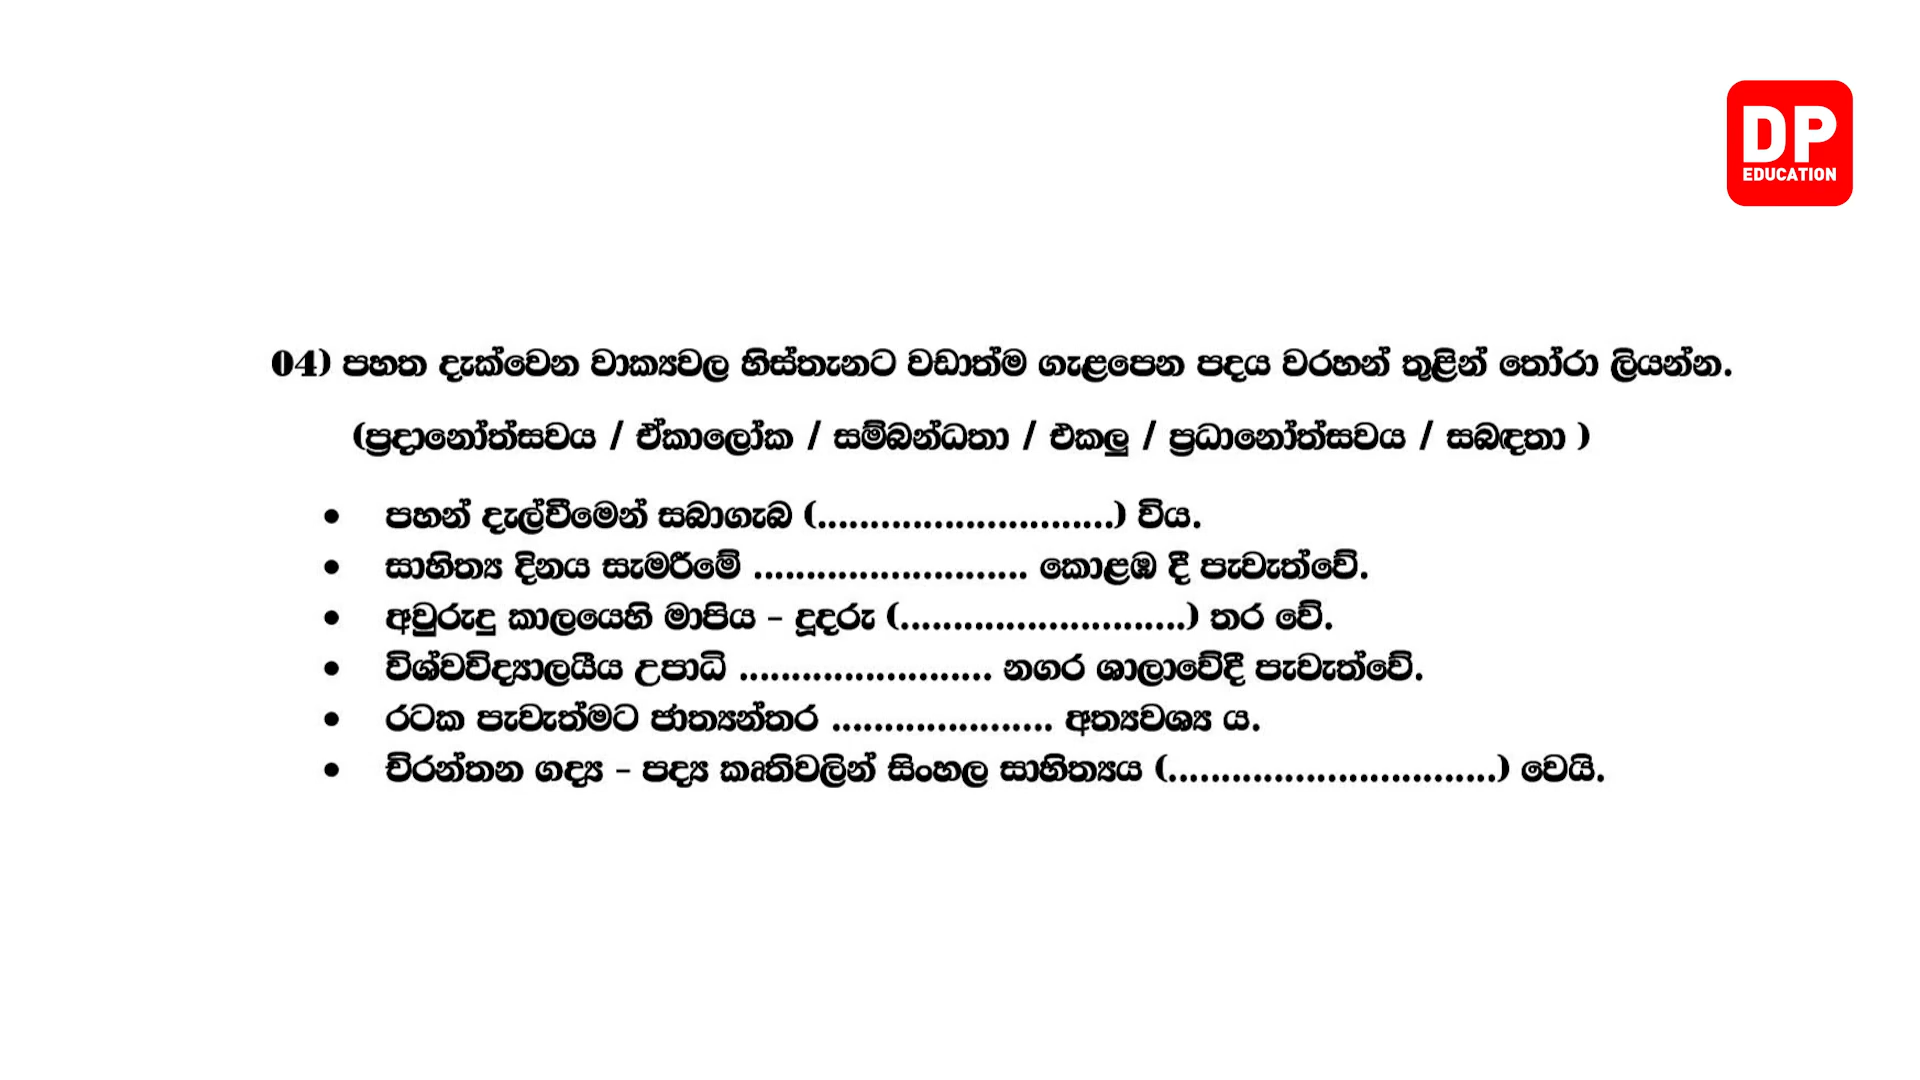 DP
EDUCATION
04) පහත දැක්වෙන වාක්‍යවල හිස්තැනට වඩාත්ම ගැළපෙන පදය වරහන් තුළින් තෝරා ලියන්න.
(ප්‍රදානෝත්සවය / ඒකාලෝක / සම්බන්ධතා / එකලු / ප්‍රධානෝත්සවය / සබඳතා )
• පහන් දැල්වීමෙන් සබාගැබ (............................) විය.
• සාහිත්‍ය දිනය සැමරීමේ .......................... කොළඹ දී පැවැත්වේ.
• අවුරුදු කාලයෙහි මාපිය – දූදරු (...........................) තර වේ.
• විශ්වවිද්‍යාලයීය උපාධි ........................ නගර ශාලාවේදී පැවැත්වේ.
• රටක පැවැත්මට ජාත්‍යන්තර ..................... අත්‍යවශ්‍ය ය.
• චිරන්තන ගද්‍ය – පද්‍ය කෘතිවලින් සිංහල සාහිත්‍යය (...............................) වෙයි.